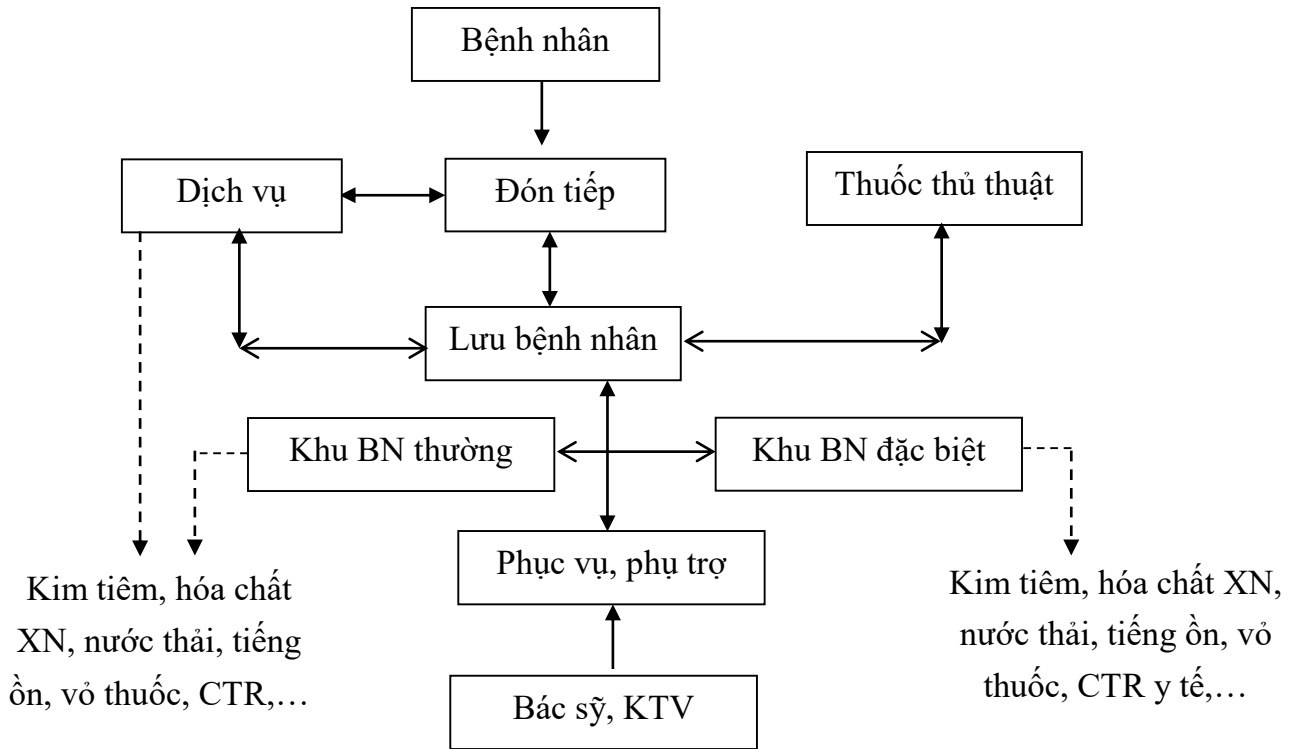 Bệnh nhân
Dịch vụ
Đón tiếp
Thuốc thủ thuật
Lưu bệnh nhân
Khu BN thường
Khu BN đặc biệt
Phục vụ, phụ trợ
Kim tiêm, hóa chất
XN, nước thải, tiếng
ồn, vỏ thuốc, CTR,…
Kim tiêm, hóa chất XN,
nước thải, tiếng ồn, vỏ
thuốc, CTR y tế,…
Bác sỹ, KTV